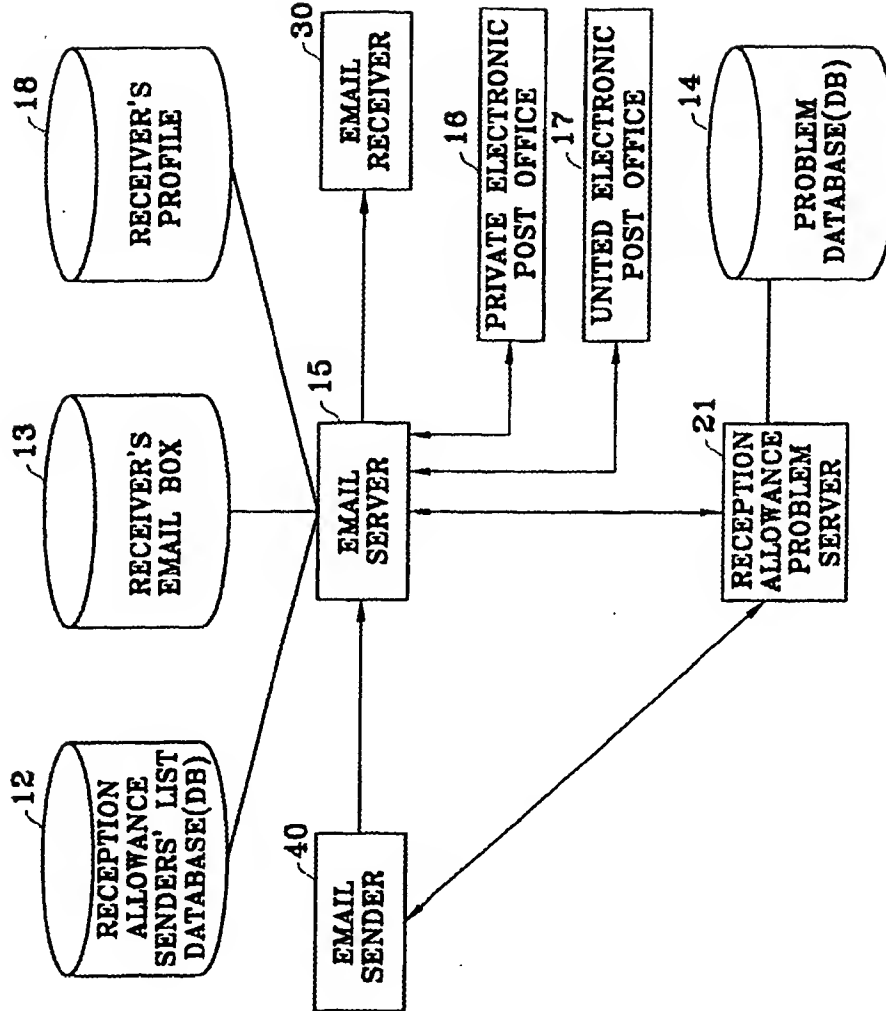 12
RECEPTION
ALLOWANCE
SENDERS' LIST
DATABASE(DB)
13
RECEIVER'S
EMAIL BOX
18
RECEIVER'S
PROFILE
40
EMAIL
SENDER
15
EMAIL
SERVER
30
EMAIL
RECEIVER
16
PRIVATE ELECTRONIC
POST OFFICE
17
UNITED ELECTRONIC
POST OFFICE
21
RECEPTION
ALLOWANCE
PROBLEM
SERVER
14
PROBLEM
DATABASE(DB)